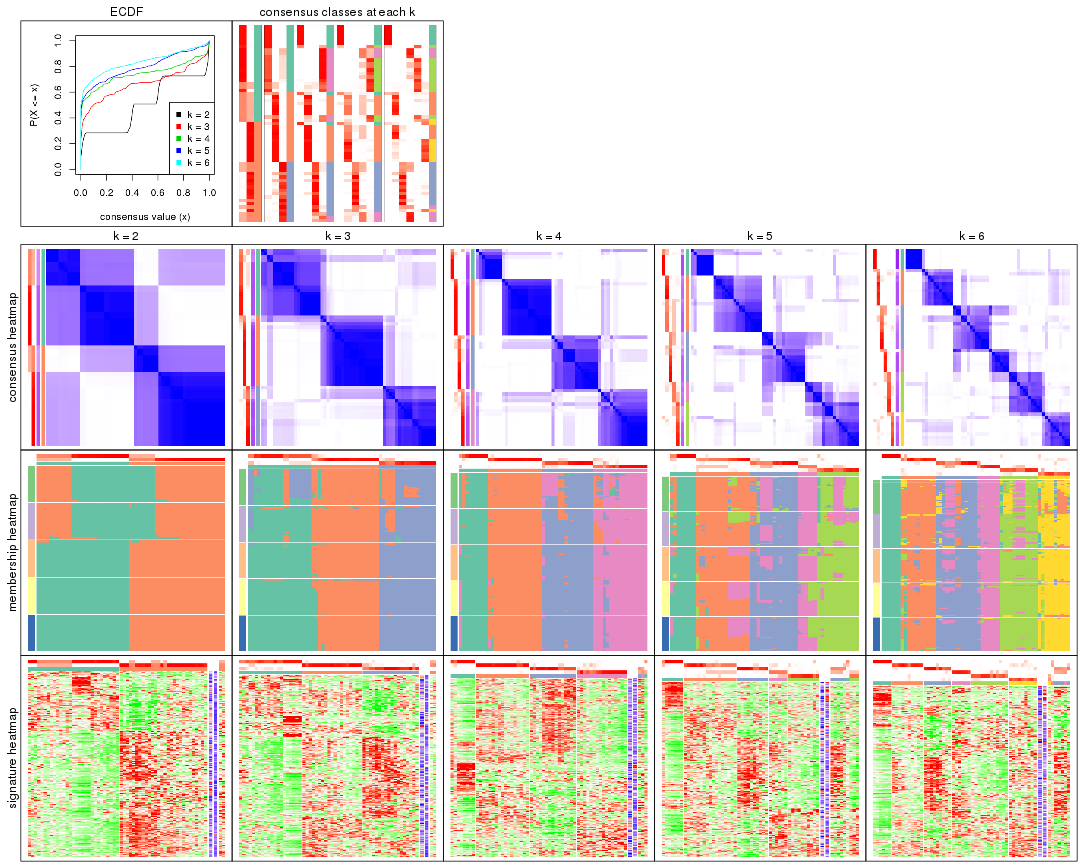 ECDF
consensus classes at each k
P(X <= x)
0.0 0.2 0.4 0.6 0.8 1.0
k = 2
k = 3
k = 4
k = 5
k = 6
0.0 0.2 0.4 0.6 0.8 1.0
consensus value (x)
k = 2 k = 3 k = 4 k = 5 k = 6
consensus heatmap
membership heatmap
signature heatmap